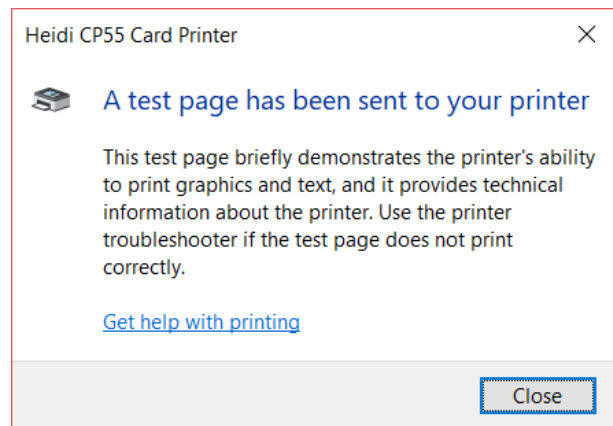 Heidi CP55 Card Printer
A test page has been sent to your printer
This test page briefly demonstrates the printer's ability
to print graphics and text, and it provides technical
information about the printer. Use the printer
troubleshooter if the test page does not print
correctly.
Get help with printing
Close